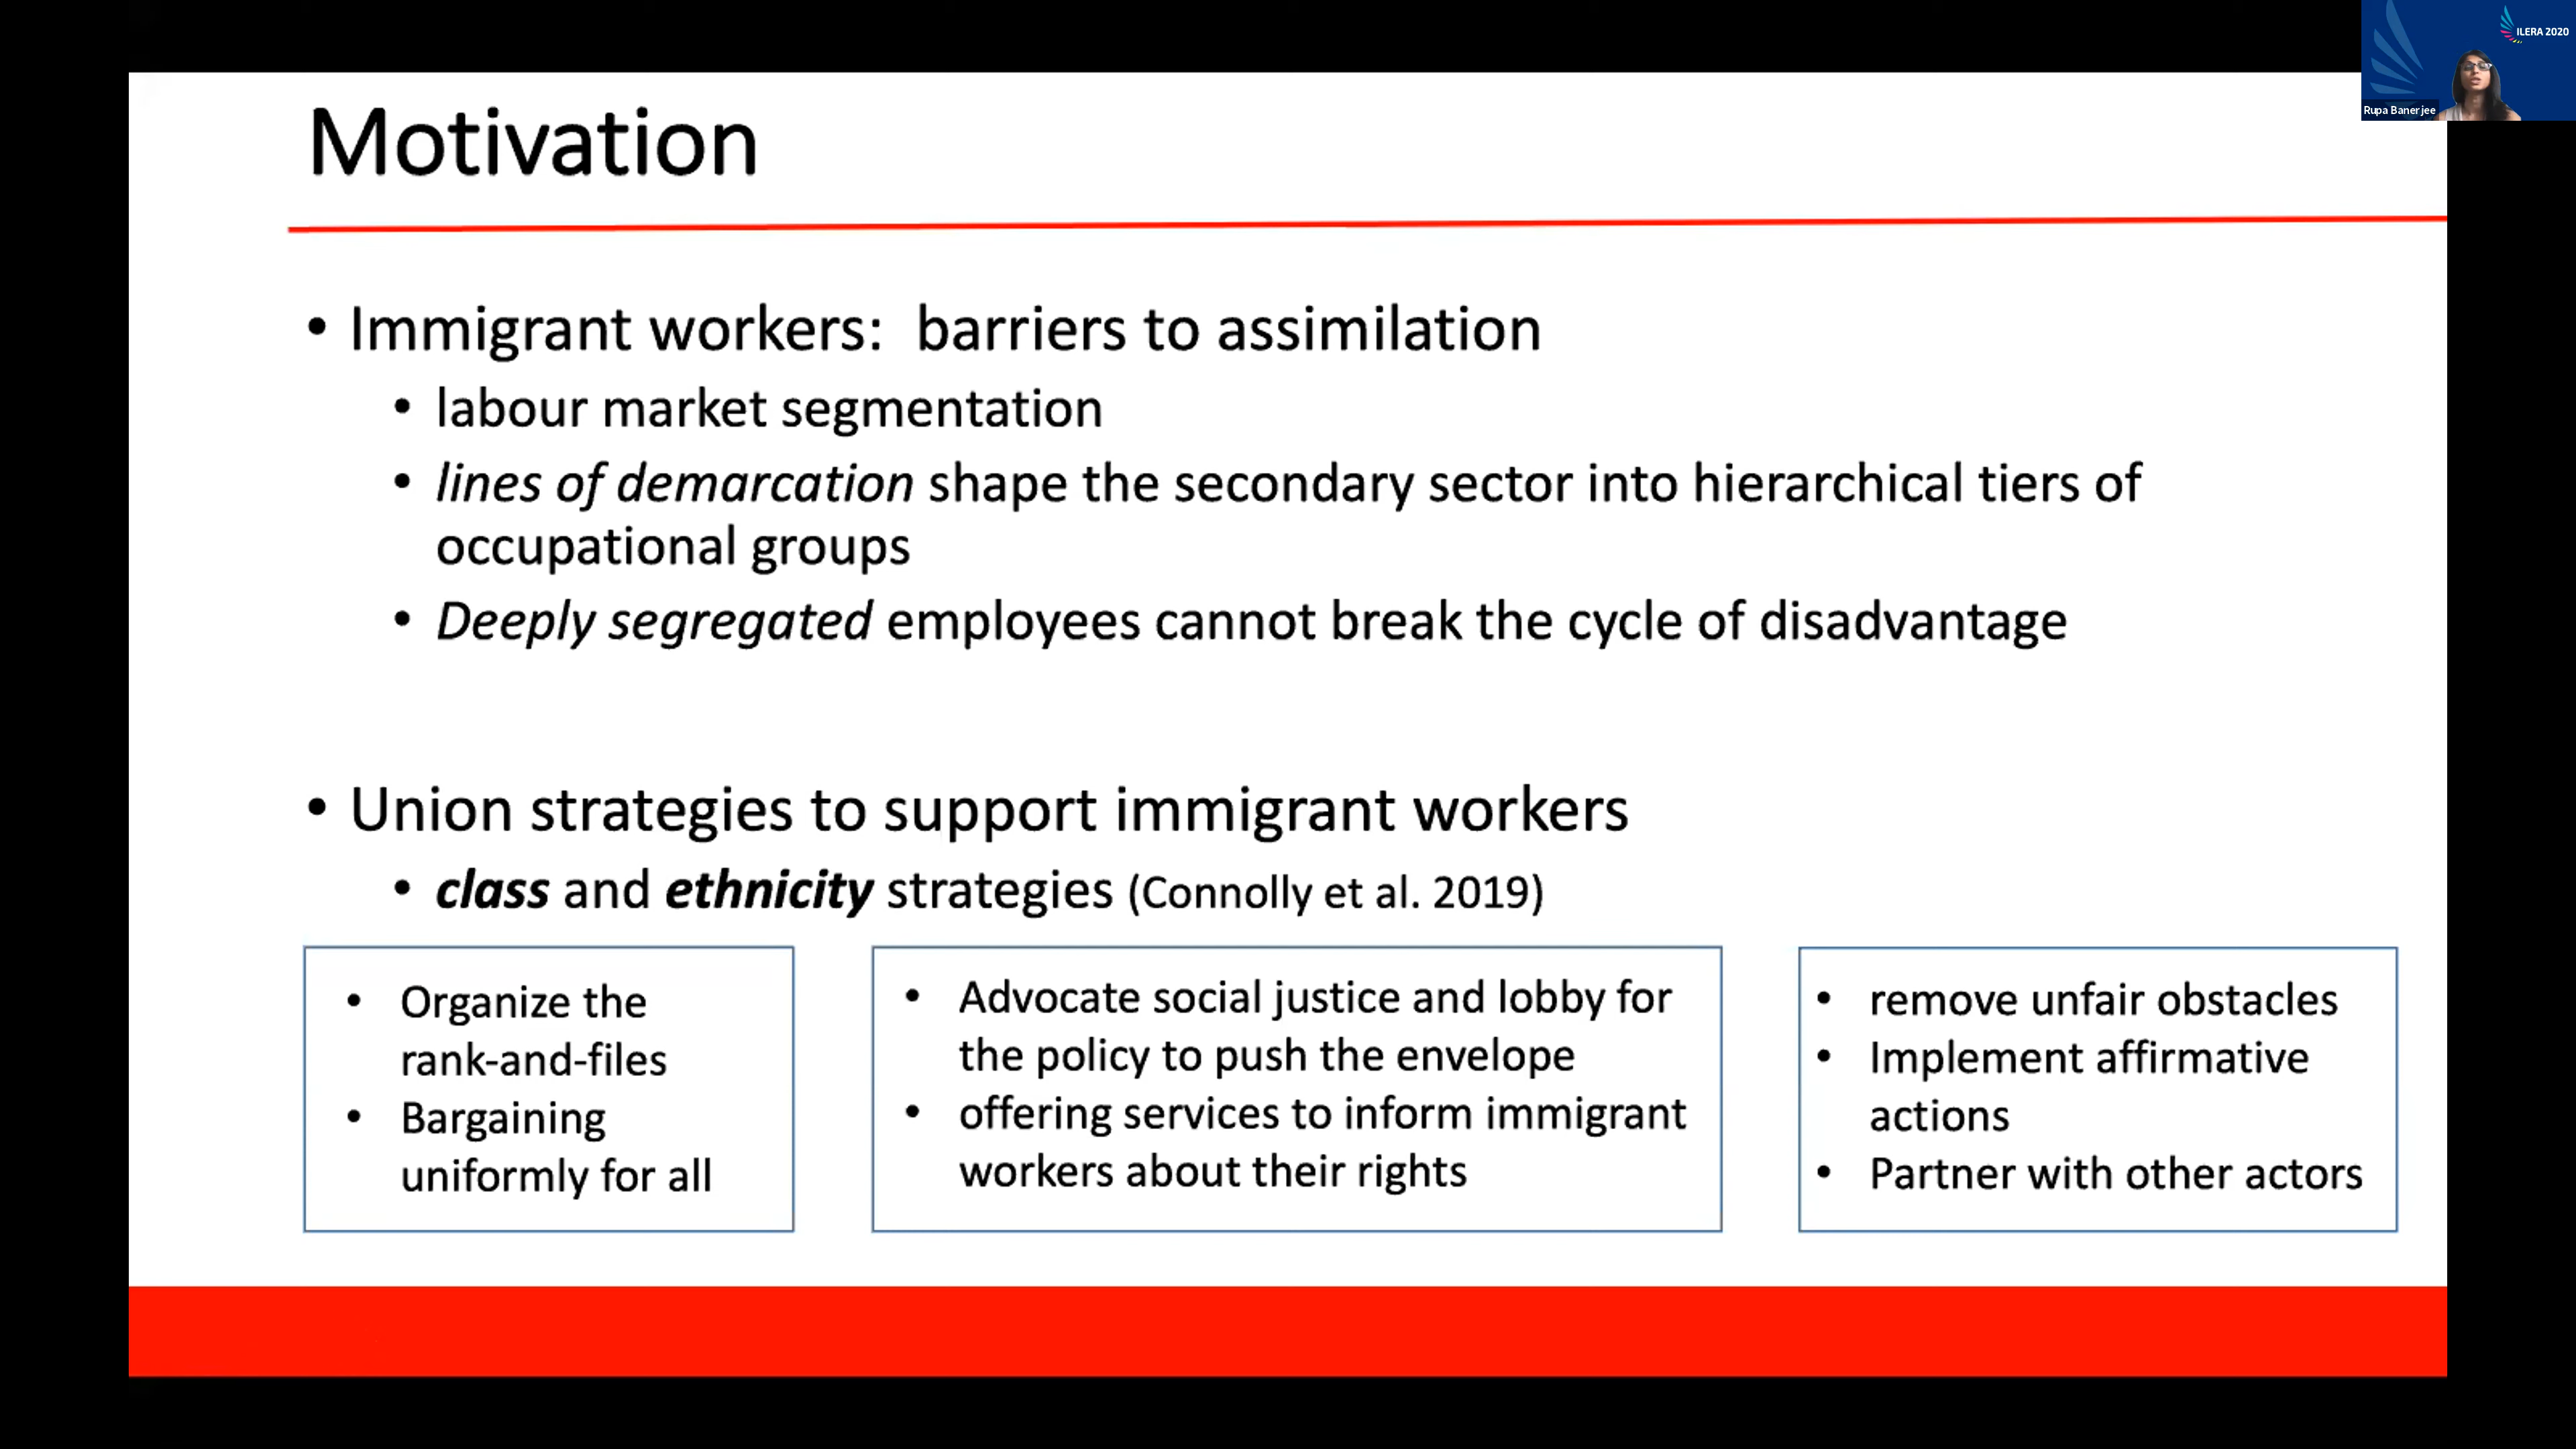 ILERA 2020
Rupa Banerjee
Motivation
• Immigrant workers:  barriers to assimilation
• labour market segmentation
• lines of demarcation shape the secondary sector into hierarchical tiers of
occupational groups
• Deeply segregated employees cannot break the cycle of disadvantage
• Union strategies to support immigrant workers
• class and ethnicity strategies (Connolly et al. 2019)
• Organize the
rank-and-files
• Bargaining
uniformly for all
• Advocate social justice and lobby for
the policy to push the envelope
• offering services to inform immigrant
workers about their rights
• remove unfair obstacles
• Implement affirmative
actions
• Partner with other actors